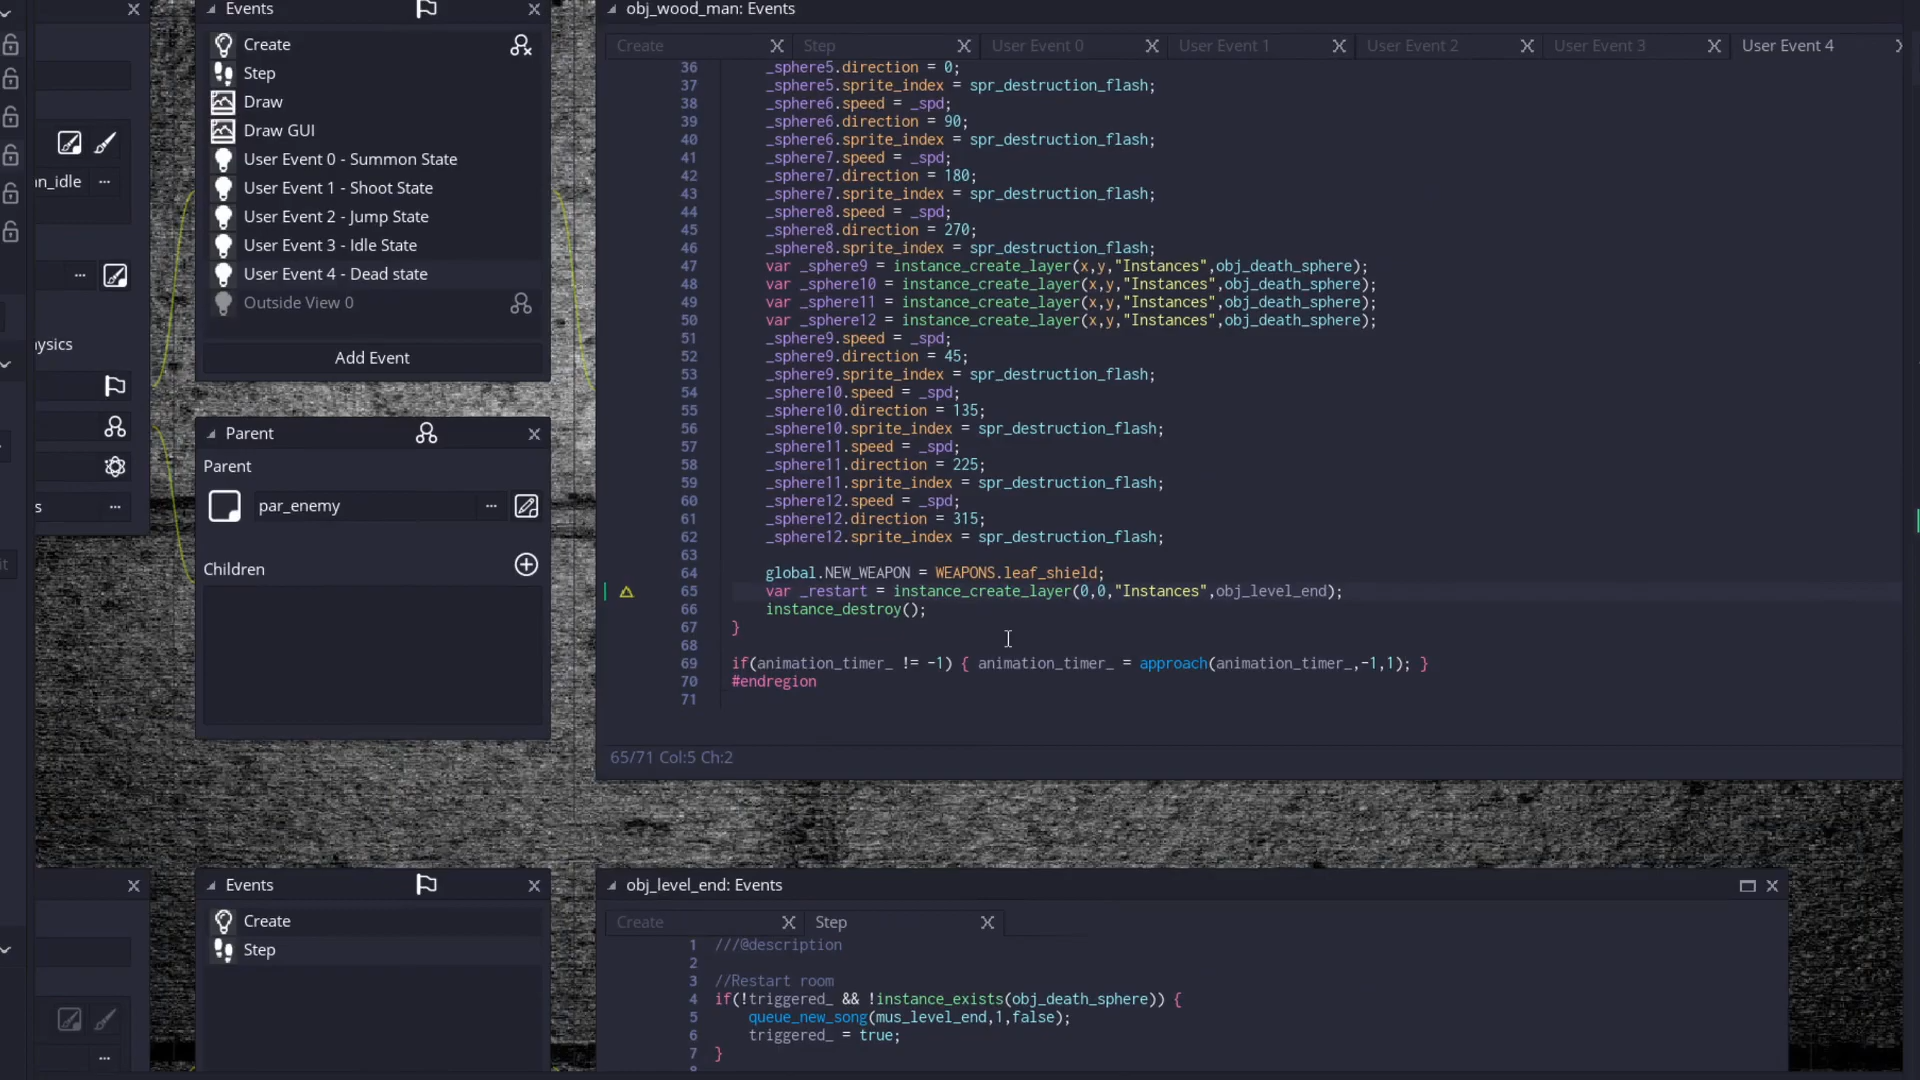 Events
Create
Step
Draw
Draw GUI
User Event 0 - Summon State
User Event 1 - Shoot State
User Event 2 - Jump State
User Event 3 - Idle State
User Event 4 - Dead state
Outside View 0
Add Event
an_idle
...
...
ysics
s
...
it
Parent
Parent
par_enemy
...
Children
obj_wood_man: Events
Create
Step
User Event 0
User Event 1
User Event 2
User Event 3
User Event 4
36 _sphere5.direction = 0;
37 _sphere5.sprite_index = spr_destruction_flash;
38 _sphere6.speed = _spd;
39 _sphere6.direction = 90;
40 _sphere6.sprite_index = spr_destruction_flash;
41 _sphere7.speed = _spd;
42 _sphere7.direction = 180;
43 _sphere7.sprite_index = spr_destruction_flash;
44 _sphere8.speed = _spd;
45 _sphere8.direction = 270;
46 _sphere8.sprite_index = spr_destruction_flash;
47 var _sphere9 = instance_create_layer(x,y,"Instances",obj_death_sphere);
48 var _sphere10 = instance_create_layer(x,y,"Instances",obj_death_sphere);
49 var _sphere11 = instance_create_layer(x,y,"Instances",obj_death_sphere);
50 var _sphere12 = instance_create_layer(x,y,"Instances",obj_death_sphere);
51 _sphere9.speed = _spd;
52 _sphere9.direction = 45;
53 _sphere9.sprite_index = spr_destruction_flash;
54 _sphere10.speed = _spd;
55 _sphere10.direction = 135;
56 _sphere10.sprite_index = spr_destruction_flash;
57 _sphere11.speed = _spd;
58 _sphere11.direction = 225;
59 _sphere11.sprite_index = spr_destruction_flash;
60 _sphere12.speed = _spd;
61 _sphere12.direction = 315;
62 _sphere12.sprite_index = spr_destruction_flash;
63
64 global.NEW_WEAPON = WEAPONS.leaf_shield;
65 var _restart = instance_create_layer(0,0,"Instances",obj_level_end);
66 instance_destroy();
67 }
68
69 if(animation_timer_ != -1) { animation_timer_ = approach(animation_timer_,-1,1); }
70 #endregion
71
65/71 Col:5 Ch:2
Events
Create
Step
...
obj_level_end: Events
Create
Step
1 ///@description
2
3 //Restart room
4 if(!triggered_ && !instance_exists(obj_death_sphere)) {
5 queue_new_song(mus_level_end,1,false);
6 triggered_ = true;
7 }